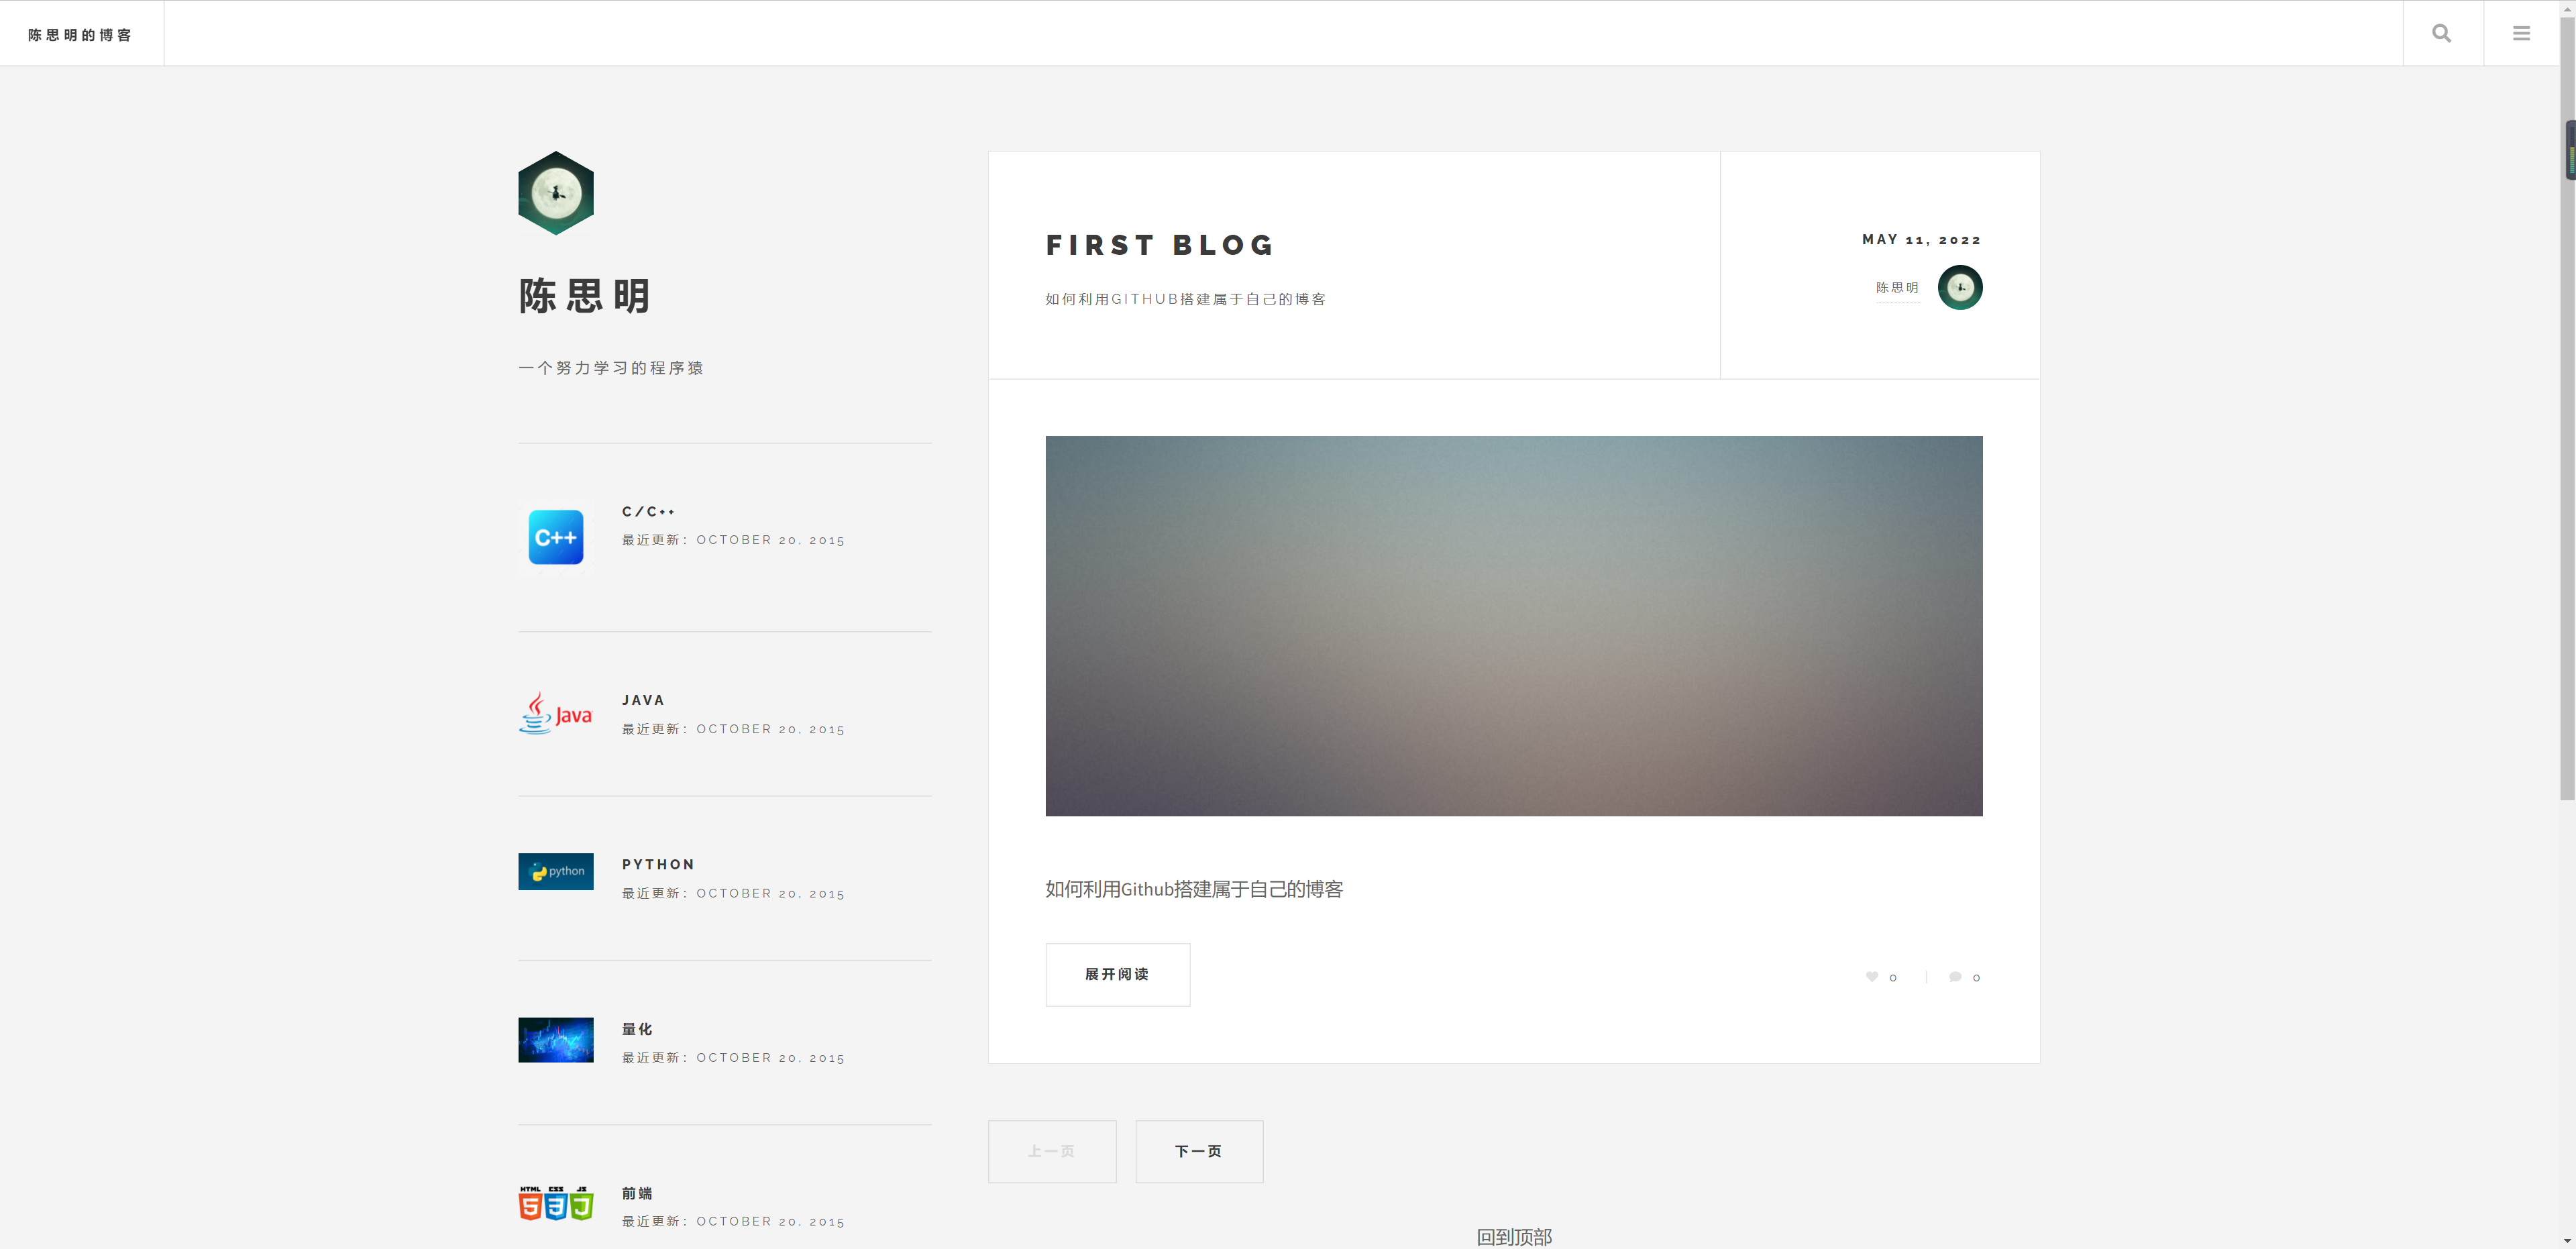 陈思明的博客
陈思明
一个努力学习的程序猿
C++
C/C++
最近更新：OCTOBER 20, 2015
Java
JAVA
最近更新：OCTOBER 20, 2015
python
PYTHON
最近更新：OCTOBER 20, 2015
量化
最近更新：OCTOBER 20, 2015
HTML CSS JS
5 3 J
前端
最近更新：OCTOBER 20, 2015
FIRST BLOG
如何利用GITHUB搭建属于自己的博客
MAY 11, 2022
陈思明
如何利用Github搭建属于自己的博客
展开阅读
0
0
上一页
下一页
回到顶部